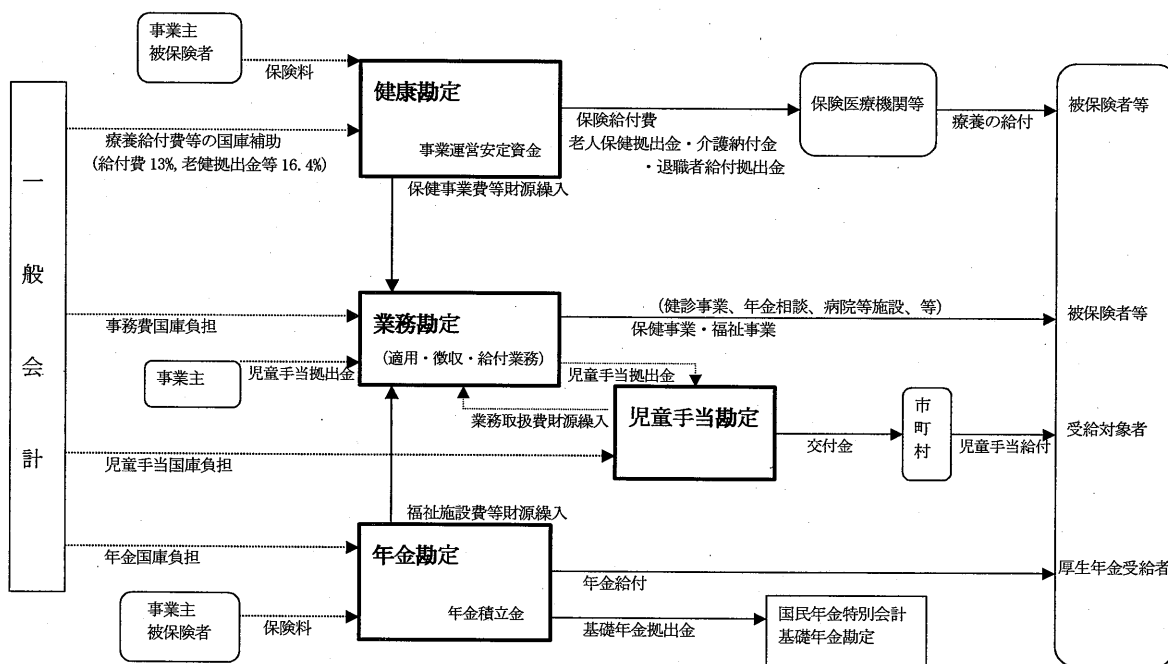 事業主
被保険者
保険料
健康勘定
事業運営安定資金
保険給付費
老人保健拠出金・介護納付金
・退職者給付拠出金
保険医療機関等
療養の給付
被保険者等
一般会計
療養給付費等の国庫補助
(給付費13%,老健拠出金等16.4%)
保健事業費等財源繰入
事務費国庫負担
業務勘定
(適用・徴収・給付業務)
(健診事業、年金相談、病院等施設、等)
保健事業・福祉事業
被保険者等
事業主
児童手当拠出金
児童手当拠出金
業務取扱費財源繰入
児童手当勘定
交付金
市町村
児童手当給付
受給対象者
児童手当国庫負担
福祉施設費等財源繰入
年金国庫負担
年金勘定
年金積立金
年金給付
厚生年金受給者
事業主
被保険者
保険料
基礎年金拠出金
国民年金特別会計
基礎年金勘定